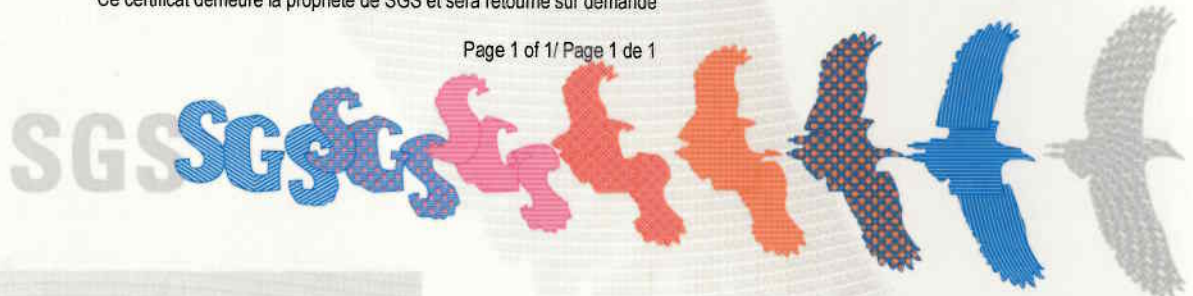 Ce certificat demeure la propriété de SGS et sera retourné sur demande
Page 1 of 1/ Page 1 de 1
SGS SGS SGS